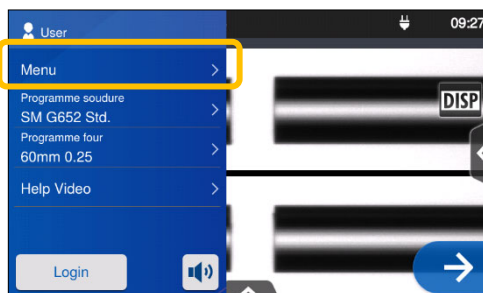 User
09:27
Menu
Programme soudure
SM G652 Std.
DISP
Programme four
60mm 0.25
Help Video
Login